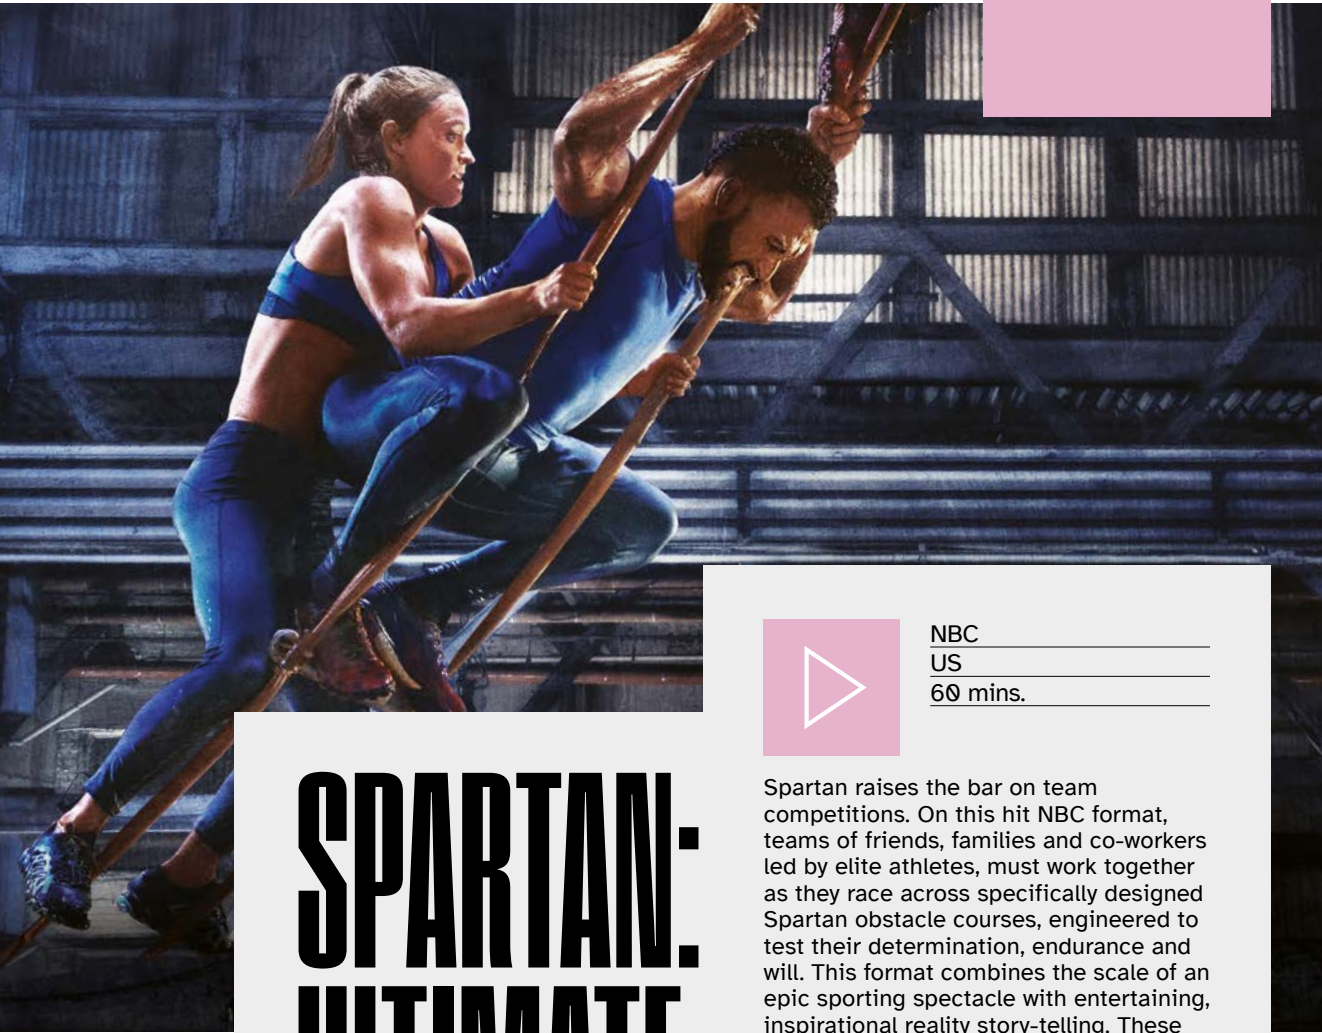 NBC
US
60 mins.
SPARTAN:
ULTIMATE
Spartan raises the bar on team
competitions. On this hit NBC format,
teams of friends, families and co-workers
led by elite athletes, must work together
as they race across specifically designed
Spartan obstacle courses, engineered to
test their determination, endurance and
will. This format combines the scale of an
epic sporting spectacle with entertaining,
inspirational reality story-telling. These